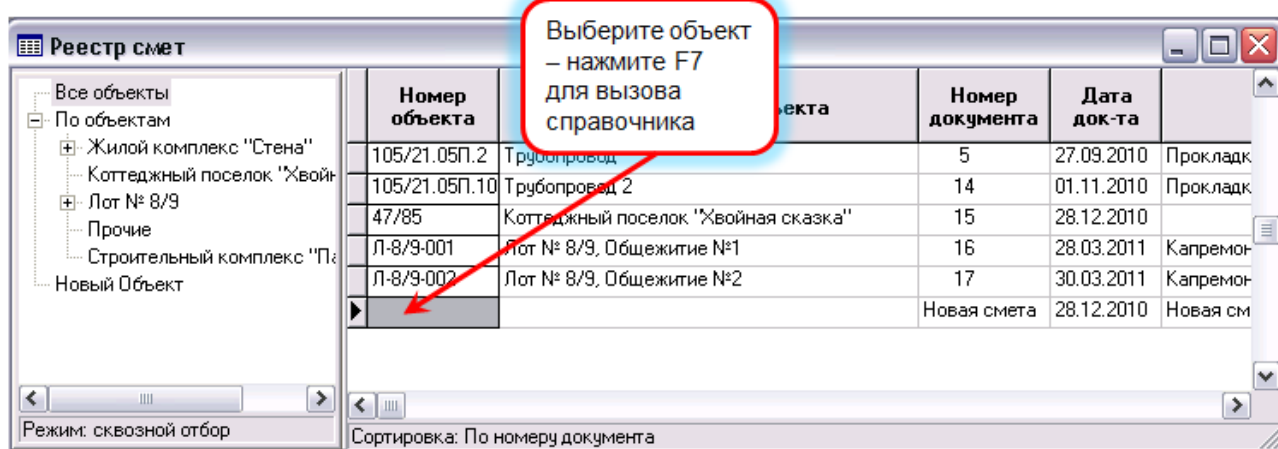 Реестр смет
Выберите объект
– нажмите F7
для вызова
справочника
Все объекты
По объектам
Жилой комплекс "Стена"
Коттеджный поселок "Хвойн
Лот № 8/9
Прочие
Строительный комплекс "Па
Новый Объект
Режим: сквозной отбор
Номер объекта екта Номер документа Дата док-та
105/21.05П.2 Трубопровод 5 27.09.2010 Прокладк
105/21.05П.10 Трубопровод 2 14 01.11.2010 Прокладк
47/85 Коттеджный поселок "Хвойная сказка" 15 28.12.2010
Л-8/9-001 Лот № 8/9, Общежитие №1 16 28.03.2011 Капремон
Л-8/9-002 Лот № 8/9, Общежитие №2 17 30.03.2011 Капремон
Новая смета 28.12.2010 Новая см
Сортировка: По номеру документа